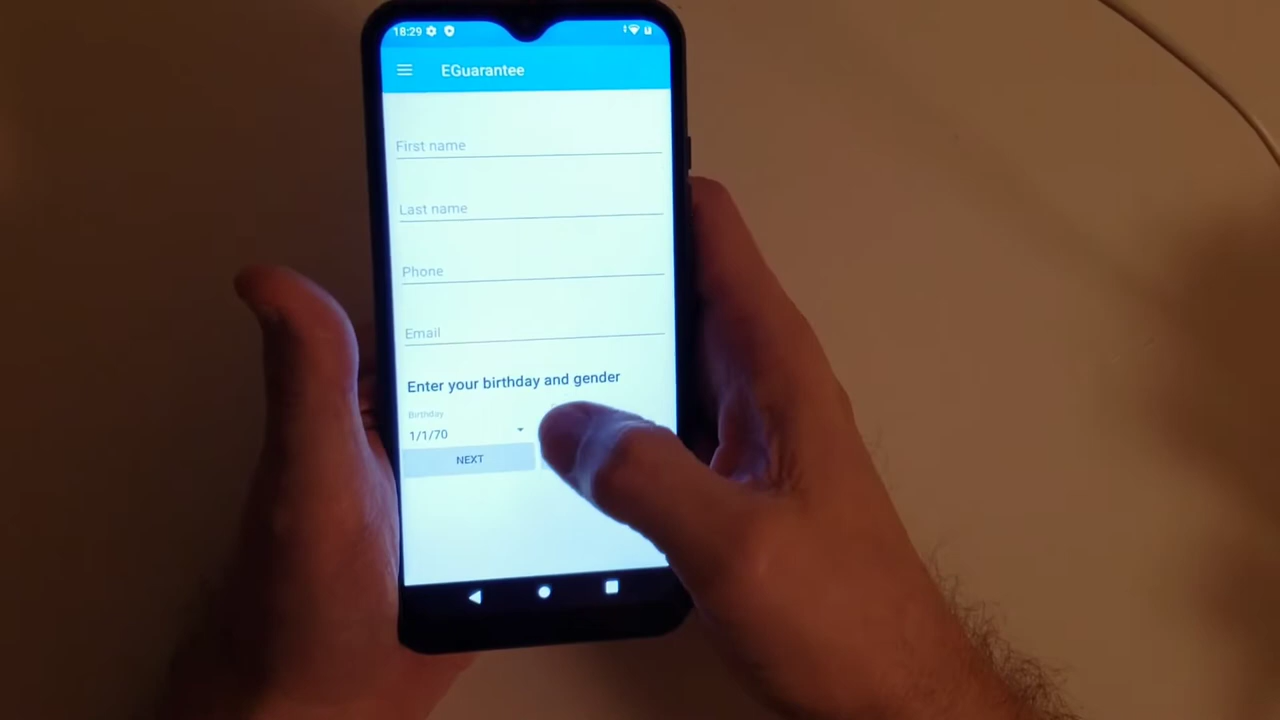 18:29
EGuarantee
First name
Last name
Phone
Email
Enter your birthday and gender
Birthday
1/1/70
NEXT